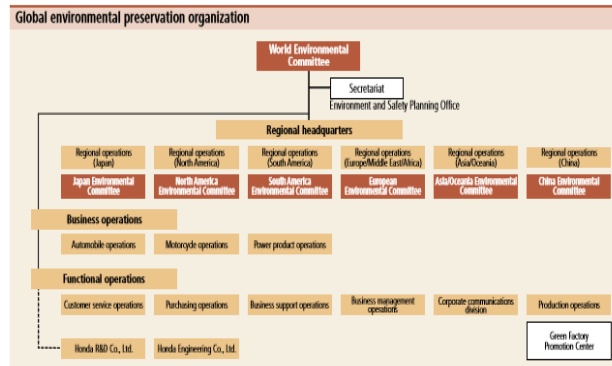 Global environmental preservation organization
World Environmental
Committee
Secretariat
Environment and Safety Planning Office
Regional headquarters
Regional operations
(Japan)
Regional operations
(North America)
Regional operations
(South America)
Regional operations
(Europe/Middle East/Africa)
Regional operations
(Asia/Oceania)
Regional operations
(China)
Japan Environmental
Committee
North America
Environmental Committee
South America
Environmental Committee
European
Environmental Committee
Asia/Oceania Environmental
Committee
China Environmental
Committee
Business operations
Automobile operations
Motorcycle operations
Power product operations
Functional operations
Customer service operations
Purchasing operations
Business support operations
Business management
operations
Corporate communications
division
Production operations
Honda R&D Co., Ltd.
Honda Engineering Co., Ltd.
Green Factory
Promotion Center